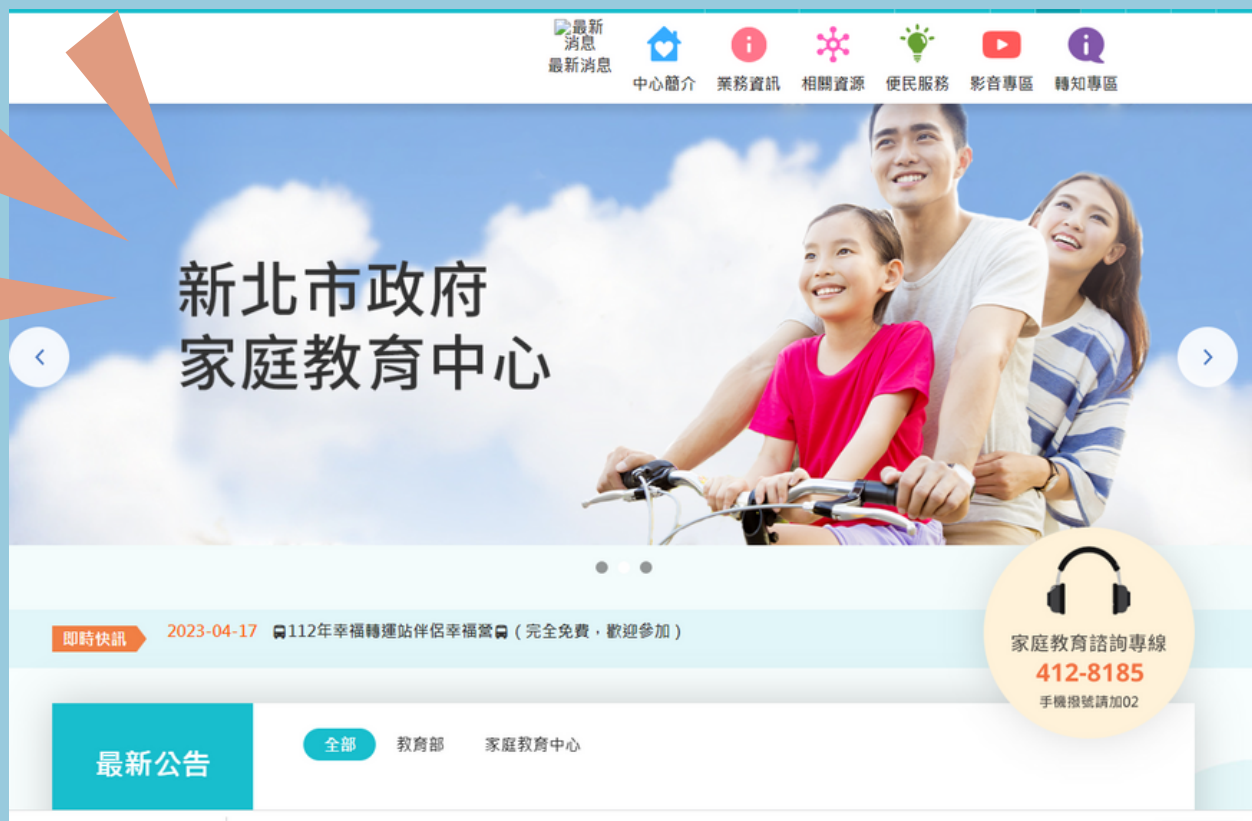 最新
消息
最新消息
中心簡介
業務資訊
相關資源
便民服務
影音專區
轉知專區
新北市政府
家庭教育中心
即時快訊
2023-04-17 112年幸福轉運站伴侶幸福營(完全免費,歡迎參加)
家庭教育諮詢專線
412-8185
手機撥號請加02
最新公告
全部
教育部
家庭教育中心